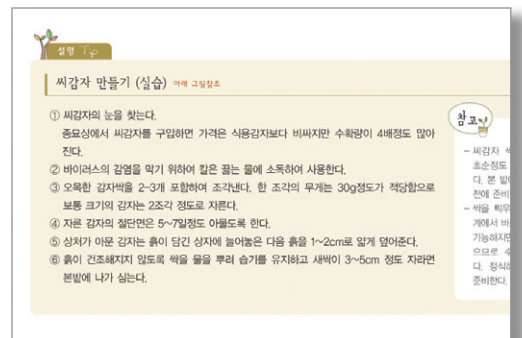 설명 Tip
씨감자 만들기 (실습) 아래 그림참조
① 씨감자의 눈을 찾는다.
종묘상에서 씨감자를 구입하면 가격은 식용감자보다 비싸지만 수확량이 4배정도 많아
진다.
② 바이러스의 감염을 막기 위하여 칼은 끓는 물에 소독하여 사용한다.
③ 오목한 감자싹을 2~3개 포함하여 조각낸다. 한 조각의 무게는 30g정도가 적당함으로
보통 크기의 감자는 2조각 정도로 자른다.
④ 자른 감자의 절단면은 5~7일정도 아물도록 한다.
⑤ 상처가 아문 감자는 흙이 담긴 상자에 늘어놓은 다음 흙을 1~2cm로 얇게 덮어준다.
⑥ 흙이 건조해지지 않도록 싹을 물을 뿌려 습기를 유지하고 새싹이 3~5cm 정도 자라면
본밭에 나가 심는다.
참고
- 씨감자
초순정도
다. 본 밭
전에 준비
- 싹을 틔우
계에서 바
가능하지만
으므로
다. 정식
준비한다.